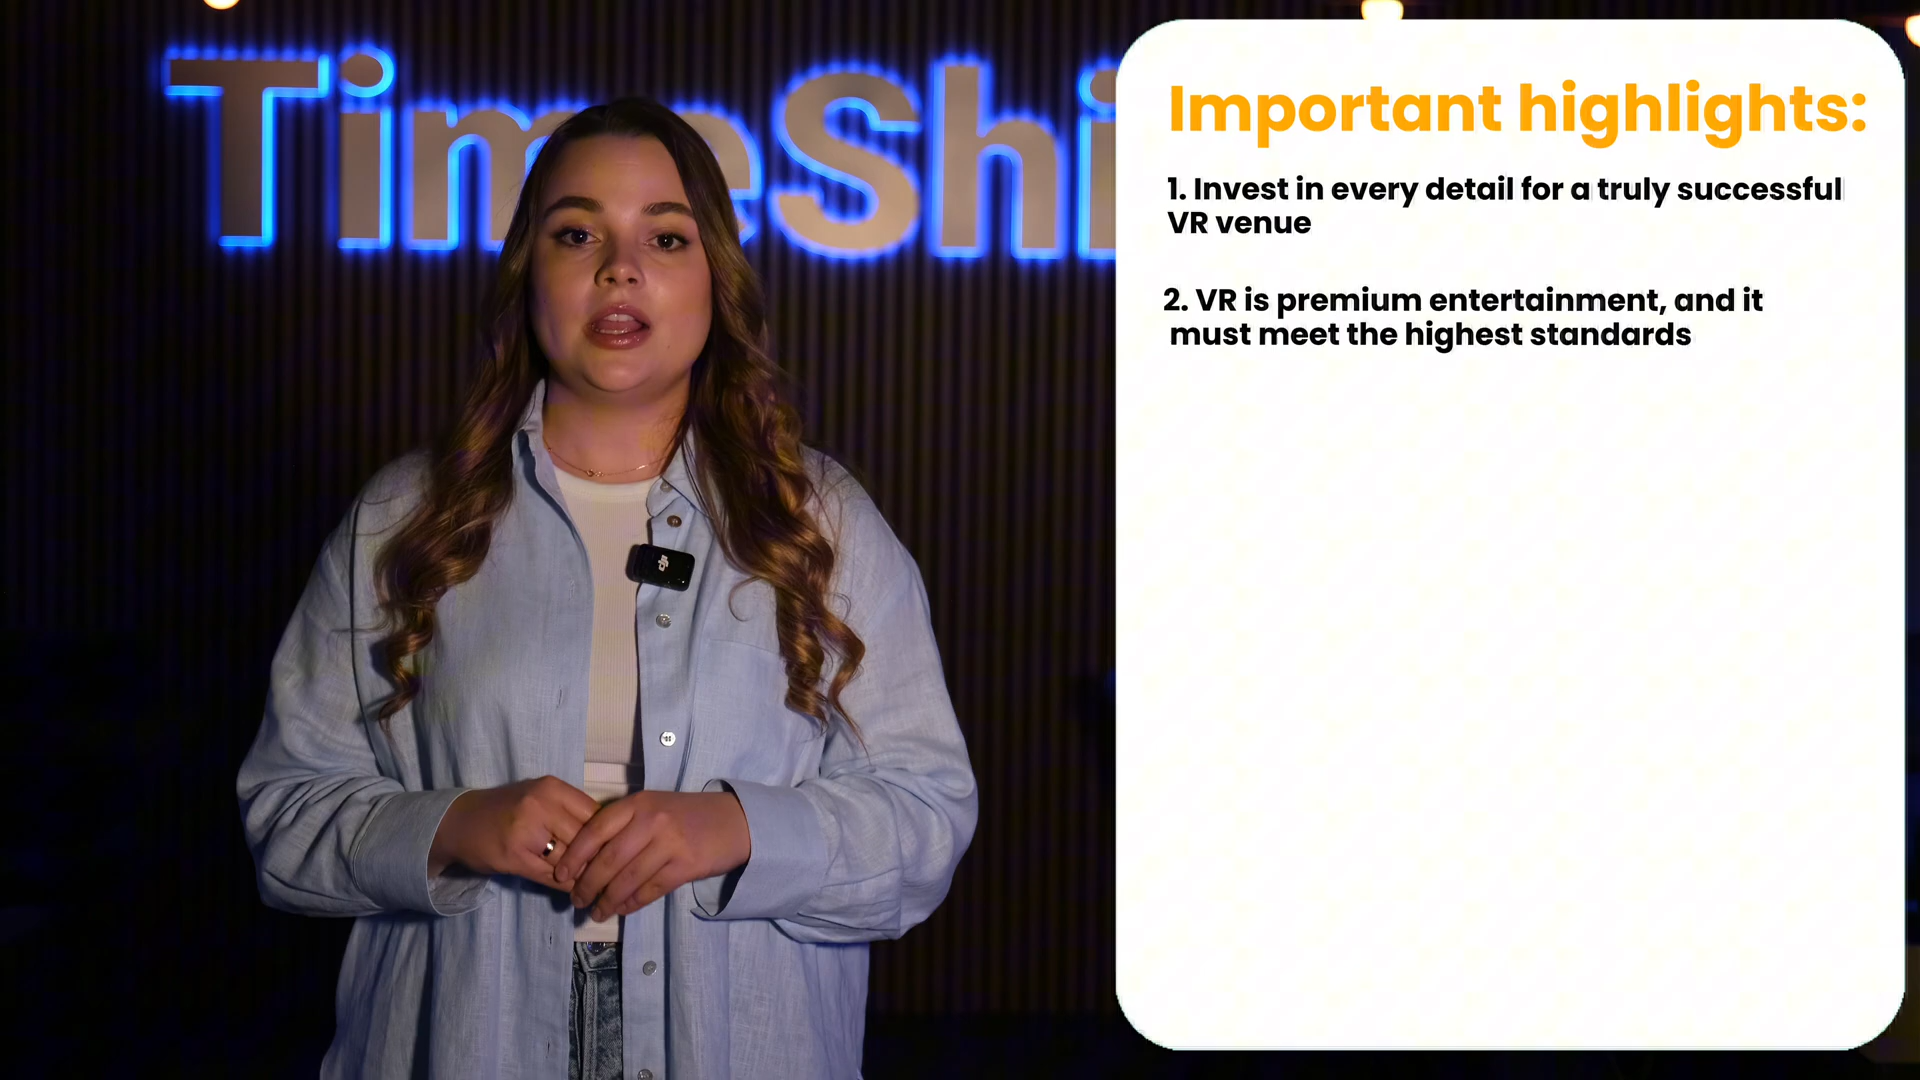 TimeShi
Important highlights:
1. Invest in every detail for a truly successful
VR venue
2. VR is premium entertainment, and it
must meet the highest standards
dji